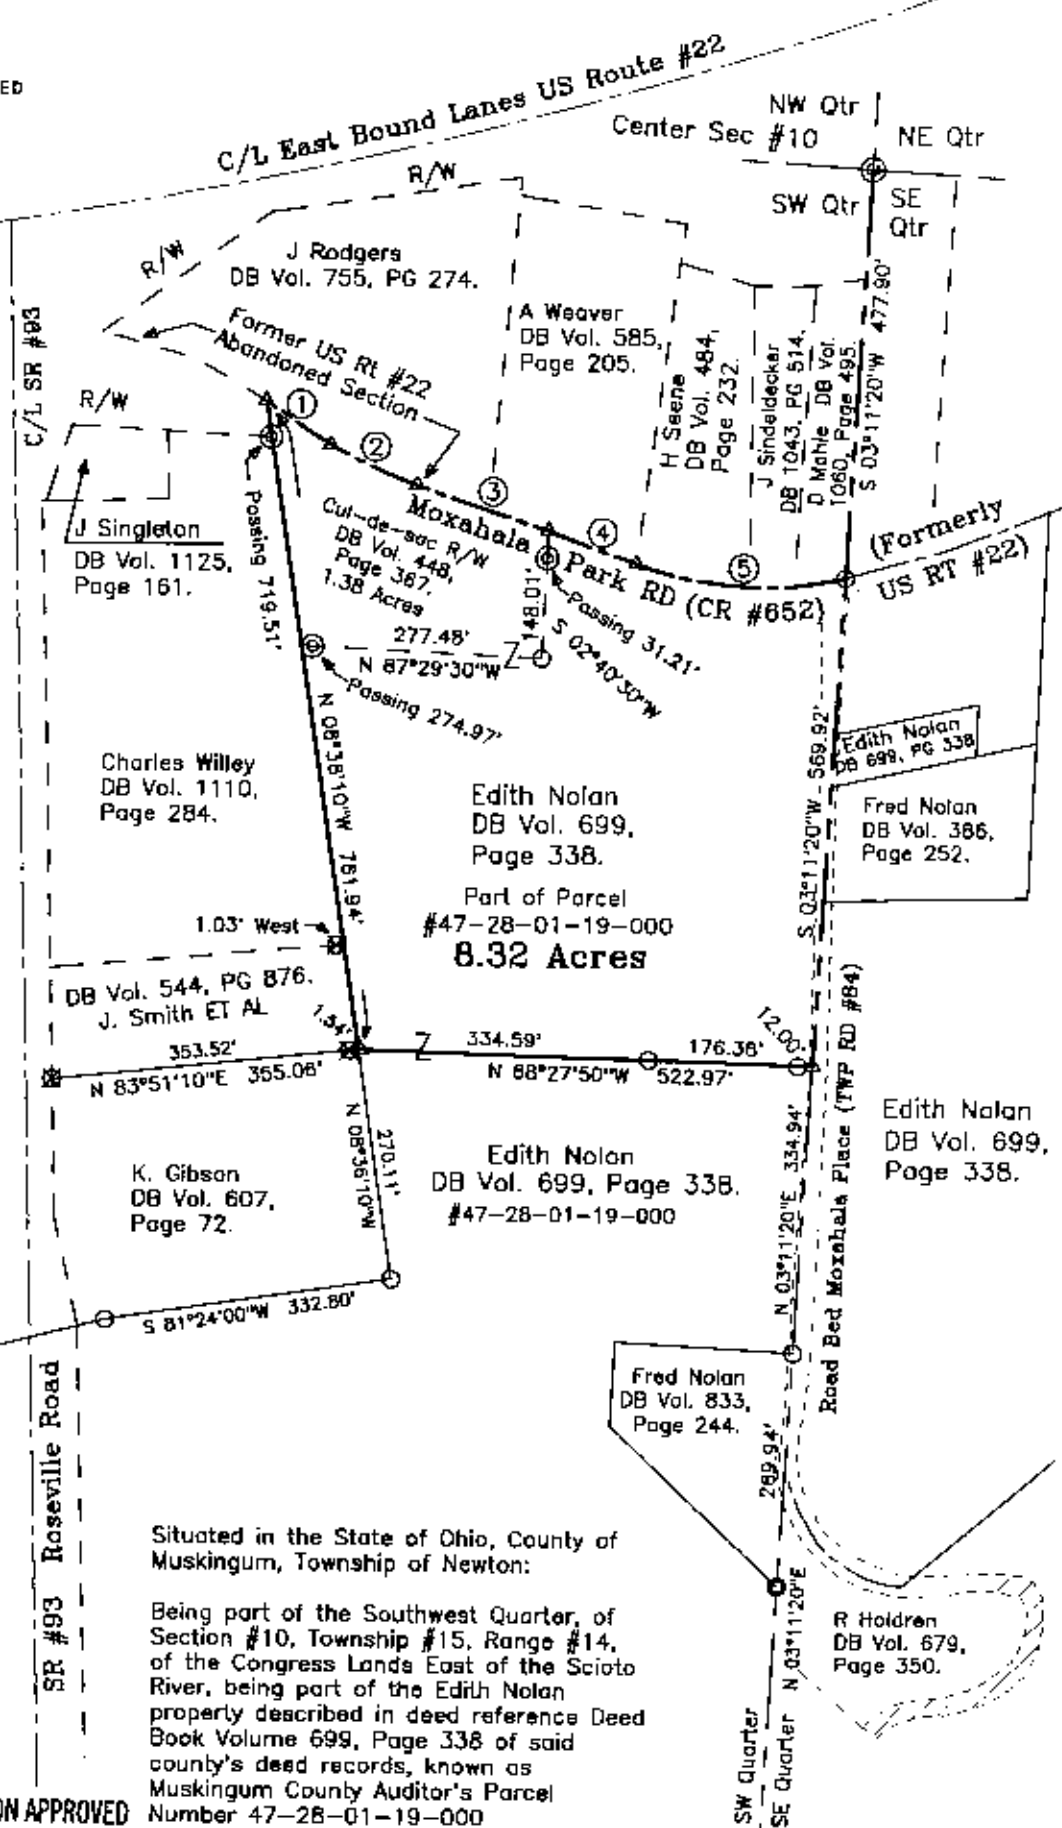 ED
C/L East Bound Lanes US Route #22
NW Qtr
Center Sec #10
NE Qtr
R/W
SW Qtr
SE
Qtr
R/W
J Rodgers
DB Vol. 755, PG 274.
C/L SR #93
Former US Rt #22
Abandoned Section
A Weaver
DB Vol. 585,
Page 205.
H Seene
DB Vol. 484,
Page 232.
J Sindeldecker
DB 1043, PG 514.
D Mahle DB Vol.
1060, Page 495.
S 03°11'20"W 477.90'
R/W
1
2
3
4
5
Moxahala Park RD (CR #652)
(Formerly
US RT #22)
J Singleton
DB Vol. 1125,
Page 161.
Passing 719.51'
Cul-de-sac R/W
DB Vol. 448,
Page 367.
1.38 Acres
277.48'
N 87°29'30"W
148.01'
Passing 31.21'
S 02°40'30"W
Passing 274.97'
N 08°38'10"W 761.94'
S 03°11'20"W 569.92'
Edith Nolan
DB 699, PG 338
Charles Willey
DB Vol. 1110,
Page 284.
Edith Nolan
DB Vol. 699,
Page 338.
Part of Parcel
#47-28-01-19-000
8.32 Acres
Fred Nolan
DB Vol. 386,
Page 252.
1.03' West
DB Vol. 544, PG 876.
J. Smith ET AL
1.54'
353.52'
N 83°51'10"E 355.06'
334.59'
176.38'
12.00'
N 88°27'50"W 522.97'
Road Bed Moxahala Place (TWP RD #84)
Edith Nolan
DB Vol. 699,
Page 338.
K. Gibson
DB Vol. 607,
Page 72.
N 08°36'10"W
270.11'
Edith Nolan
DB Vol. 699, Page 338.
#47-28-01-19-000
N 03°11'20"E 334.94'
S 81°24'00"W 332.80'
SR #93 Roseville Road
Fred Nolan
DB Vol. 833,
Page 244.
289.94'
N 03°11'20"E
R Holdren
DB Vol. 679,
Page 350.
SW Quarter
SE Quarter
Situated in the State of Ohio, County of
Muskingum, Township of Newton:
Being part of the Southwest Quarter, of
Section #10, Township #15, Range #14,
of the Congress Lands East of the Scioto
River, being part of the Edith Nolan
property described in deed reference Deed
Book Volume 699, Page 338 of said
county's deed records, known as
Muskingum County Auditor's Parcel
Number 47-28-01-19-000
ON APPROVED